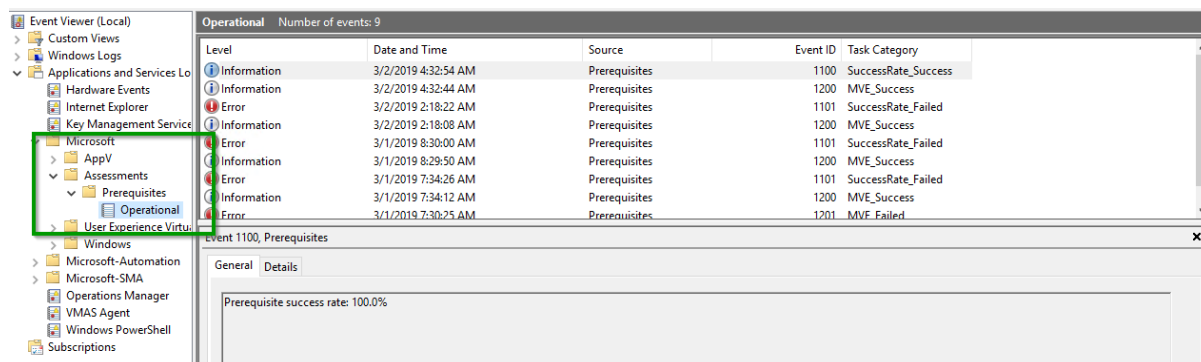 Event Viewer (Local)
Custom Views
Windows Logs
Applications and Services Lo
Hardware Events
Internet Explorer
Key Management Service
Microsoft
AppV
Assessments
Prerequisites
Operational
User Experience Virtua
Windows
Microsoft-Automation
Microsoft-SMA
Operations Manager
VMAS Agent
Windows PowerShell
Subscriptions
Operational Number of events: 9
Level Date and Time Source Event ID Task Category
Information 3/2/2019 4:32:54 AM Prerequisites 1100 SuccessRate_Success
Information 3/2/2019 4:32:44 AM Prerequisites 1200 MVE_Success
Error 3/2/2019 2:18:22 AM Prerequisites 1101 SuccessRate_Failed
Information 3/2/2019 2:18:08 AM Prerequisites 1200 MVE_Success
Error 3/1/2019 8:30:00 AM Prerequisites 1101 SuccessRate_Failed
Information 3/1/2019 8:29:50 AM Prerequisites 1200 MVE_Success
Error 3/1/2019 7:34:26 AM Prerequisites 1101 SuccessRate_Failed
Information 3/1/2019 7:34:12 AM Prerequisites 1200 MVE_Success
Error 3/1/2019 7:30:25 AM Prerequisites 1201 MVE_Failed
Event 1100, Prerequisites
General Details
Prerequisite success rate: 100.0%